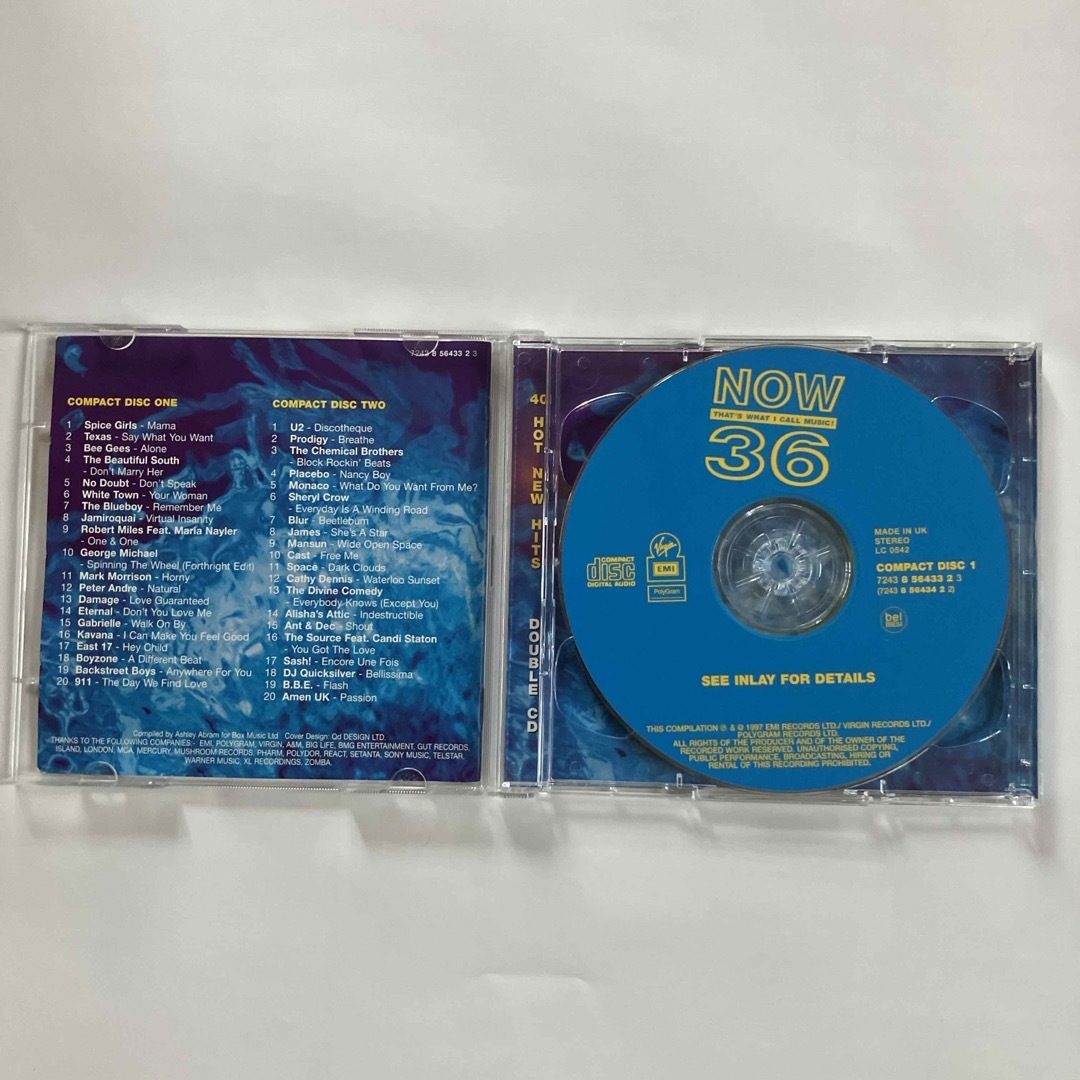 7243 8 56433 2 3
COMPACT DISC ONE
1 Spice Girls - Mama
2 Texas - Say What You Want
3 Bee Gees - Alone
4 The Beautiful South
- Don't Marry Her
5 No Doubt - Don't Speak
6 White Town - Your Woman
7 The Blueboy - Remember Me
8 Jamiroquai - Virtual Insanity
9 Robert Miles Feat. Maria Nayler
- One & One
10 George Michael
- Spinning The Wheel (Forthright Edit)
11 Mark Morrison - Horny
12 Peter Andre - Natural
13 Damage - Love Guaranteed
14 Eternal - Don't You Love Me
15 Gabrielle - Walk On By
16 Kavana - I Can Make You Feel Good
17 East 17 - Hey Child
18 Boyzone - A Different Beat
19 Backstreet Boys - Anywhere For You
20 911 - The Day We Find Love
COMPACT DISC TWO
1 U2 - Discotheque
2 Prodigy - Breathe
3 The Chemical Brothers
- Block Rockin' Beats
4 Placebo - Nancy Boy
5 Monaco - What Do You Want From Me?
6 Sheryl Crow
- Everyday Is A Winding Road
7 Blur - Beetlebum
8 James - She's A Star
9 Mansun - Wide Open Space
10 Cast - Free Me
11 Space - Dark Clouds
12 Cathy Dennis - Waterloo Sunset
13 The Divine Comedy
- Everybody Knows (Except You)
14 Alisha's Attic - Indestructible
15 Ant & Dec - Shout
16 The Source Feat. Candi Staton
- You Got The Love
17 Sash! - Encore Une Fois
18 DJ Quicksilver - Bellissima
19 B.B.E. - Flash
20 Amen UK - Passion
Compiled by Ashley Abram for Box Music Ltd Cover Design: Qd DESIGN LTD.
THANKS TO THE FOLLOWING COMPANIES:- EMI, POLYGRAM, VIRGIN, A&M, BIG LIFE, BMG ENTERTAINMENT, GUT RECORDS,
ISLAND, LONDON, MCA, MERCURY, MUSHROOM RECORDS, PHARM, POLYDOR, REACT, SETANTA, SONY MUSIC, TELSTAR,
WARNER MUSIC, XL RECORDINGS, ZOMBA.
40 HOT NEW HITS DOUBLE CD
NOW
THAT'S WHAT I CALL MUSIC!
36
COMPACT
disc
DIGITAL AUDIO
Virgin
EMI
PolyGram
MADE IN UK
STEREO
LC 0542
COMPACT DISC 1
7243 8 56433 2 3
(7243 8 56434 2 2)
bel
BIEM
SEE INLAY FOR DETAILS
THIS COMPILATION ℗ & © 1997 EMI RECORDS LTD./ VIRGIN RECORDS LTD./
POLYGRAM RECORDS LTD.
ALL RIGHTS OF THE PRODUCER AND OF THE OWNER OF THE
RECORDED WORK RESERVED. UNAUTHORISED COPYING,
PUBLIC PERFORMANCE, BROADCASTING, HIRING OR
RENTAL OF THIS RECORDING PROHIBITED.